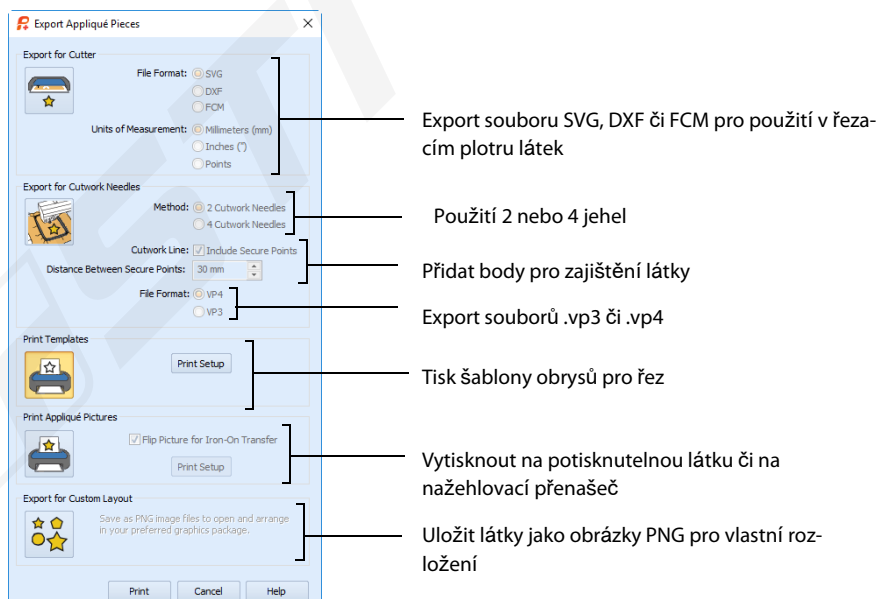 Export Appliqué Pieces
Export for Cutter
File Format: SVG
DXF
FCM
Units of Measurement: Millimeters (mm)
Inches (")
Points
Export souboru SVG, DXF či FCM pro použití v řeza-
cím plotru látek
Export for Cutwork Needles
Method: 2 Cutwork Needles
4 Cutwork Needles
Použití 2 nebo 4 jehel
Cutwork Line: Include Secure Points
Distance Between Secure Points: 30 mm
Přidat body pro zajištění látky
File Format: VP4
VP3
Export souborů .vp3 či .vp4
Print Templates
Print Setup
Tisk šablony obrysů pro řez
Print Appliqué Pictures
Flip Picture for Iron-On Transfer
Print Setup
Vytisknout na potisknutelnou látku či na
nažehlovací přenašeč
Export for Custom Layout
Save as PNG image files to open and arrange
in your preferred graphics package.
Uložit látky jako obrázky PNG pro vlastní roz-
ložení
Print Cancel Help